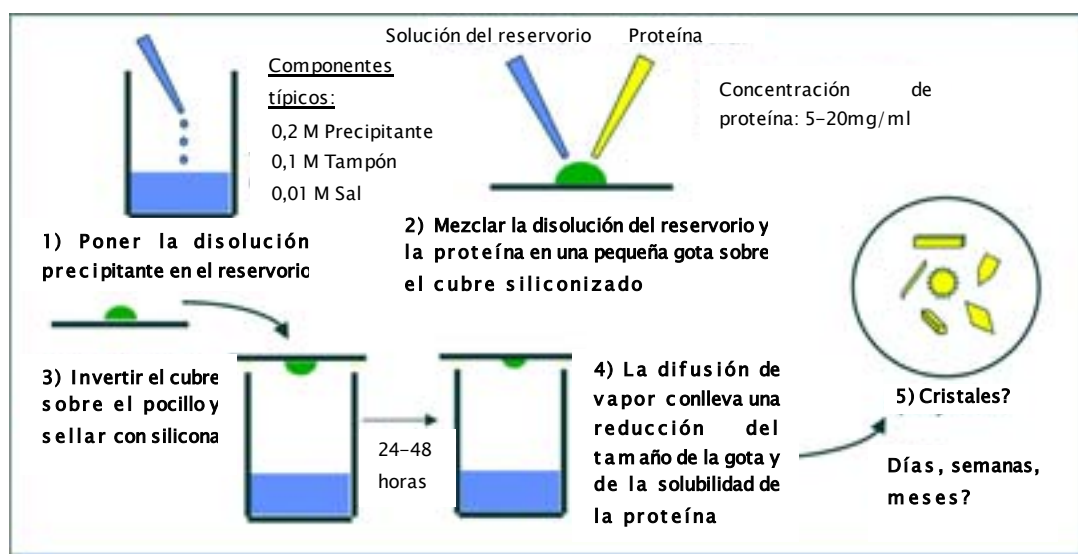 Solución del reservorio
Proteína
Componentes
típicos:
0,2 M Precipitante
0,1 M Tampón
0,01 M Sal
Concentración de
proteína: 5-20mg/ml
1) Poner la disolución
precipitante en el reservorio
2) Mezclar la disolución del reservorio y
la proteína en una pequeña gota sobre
el cubre siliconizado
3) Invertir el cubre
sobre el pocillo y
sellar con silicona
24-48
horas
4) La difusión de
vapor conlleva una
reducción del
tamaño de la gota y
de la solubilidad de
la proteína
5) Cristales?
Días, semanas,
meses?